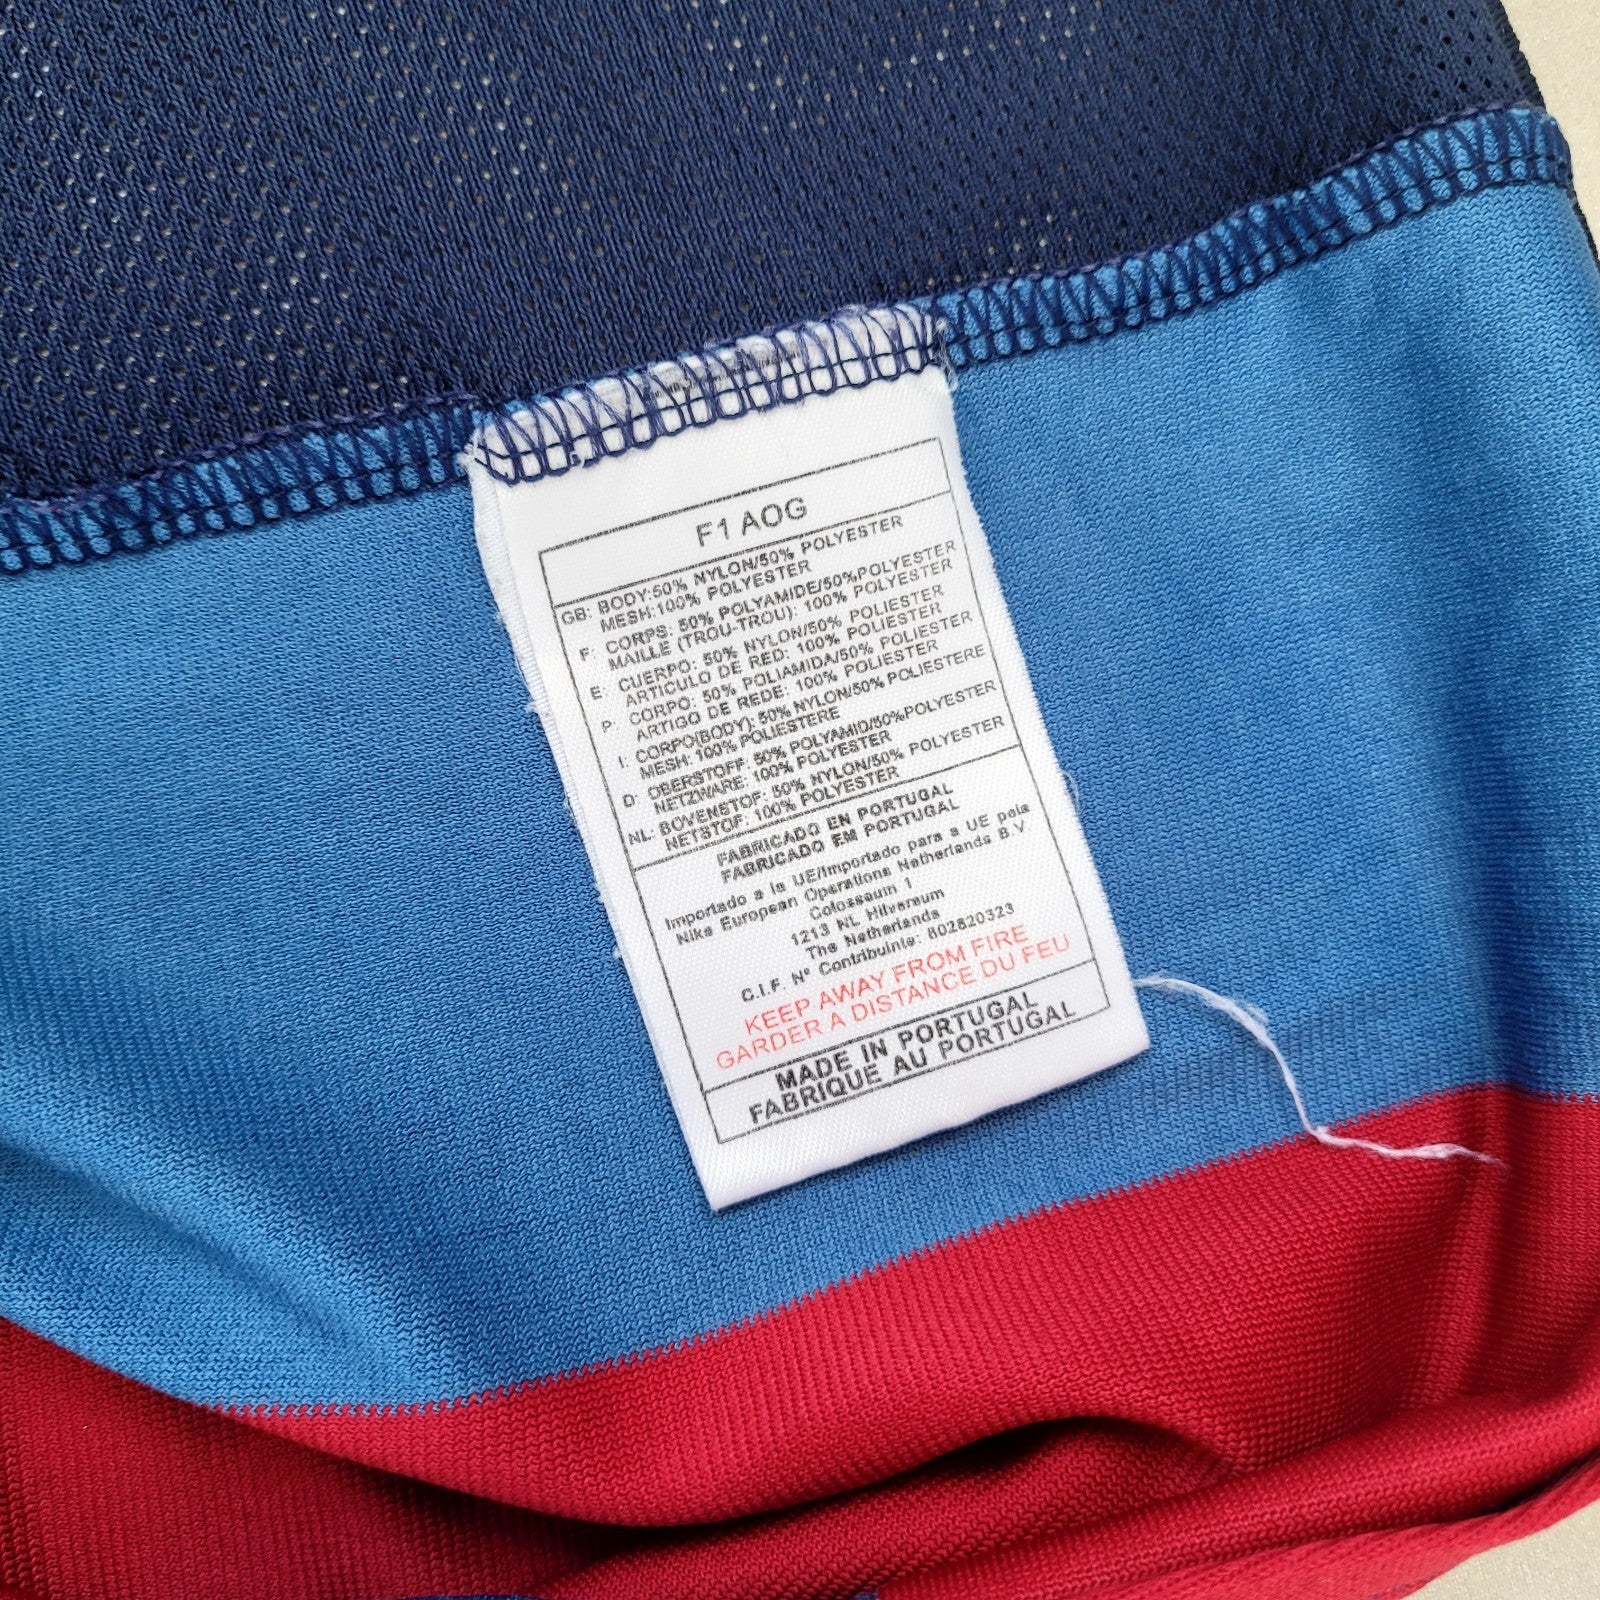 F1 AOG
GB: BODY:50% NYLON/50% POLYESTER
MESH:100% POLYESTER
F: CORPS: 50% POLYAMIDE/50%POLYESTER
MAILLE (TROU-TROU): 100% POLYESTER
E: CUERPO: 50% NYLON/50% POLIESTER
ARTICULO DE RED: 100% POLIESTER
P: CORPO: 50% POLIAMIDA/50% POLIESTER
ARTIGO DE REDE: 100% POLIESTER
I: CORPO(BODY): 50% NYLON/50% POLIESTERE
MESH: 100% POLIESTERE
D: OBERSTOFF: 50% POLYAMID/50%POLYESTER
NETZWARE: 100% POLYESTER
NL: BOVENSTOF: 50% NYLON/50% POLYESTER
NETSTOF: 100% POLYESTER
FABRICADO EN PORTUGAL
FABRICADO EM PORTUGAL
Importado a la UE/Importado para a UE pela
Nike European Operations Netherlands B.V
Colosseum 1
1213 NL Hilversum
The Netherlands
C.I.F. Nº Contribuinte: 802820323
KEEP AWAY FROM FIRE
GARDER A DISTANCE DU FEU
MADE IN PORTUGAL
FABRIQUE AU PORTUGAL